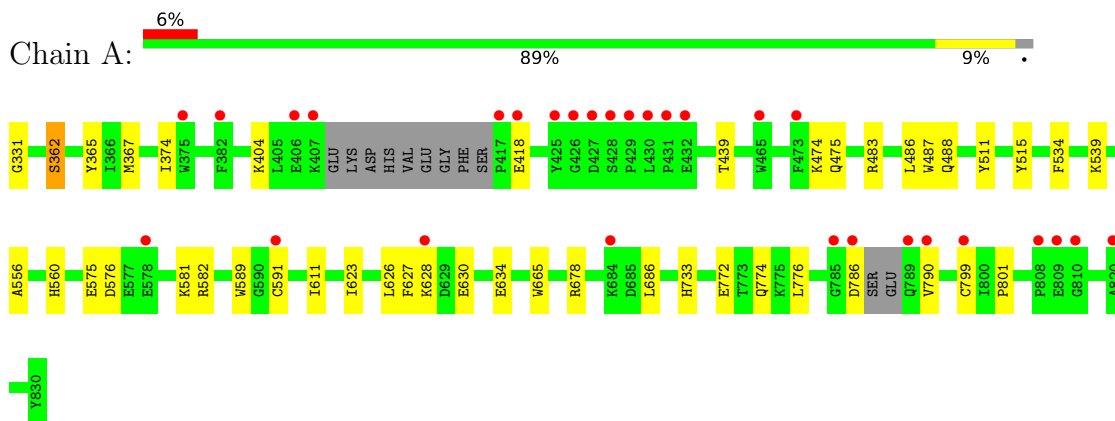 6%
Chain A:
89% 9% •
G331 S362 Y365 I366 M367 I374 W375 F382 K404 L405 E406 K407 GLU LYS ASP HIS VAL GLU GLY PHE SER P417 E418 Y425 G426 D427 S428 P429 L430 P431 E432 T439 W465 F473 K474 Q475 R483 L486 W487 Q488 Y511 Y515 F534 K539
A556 H560 E575 D576 E577 E578 K581 R582 W589 G590 C591 I611 I623 L626 F627 K628 D629 E630 E634 W665 R678 K684 D685 L686 H733 E772 T773 Q774 K775 L776 G785 D786 SER GLU Q789 V790 C799 I800 P801 P808 E809 G810
Y830